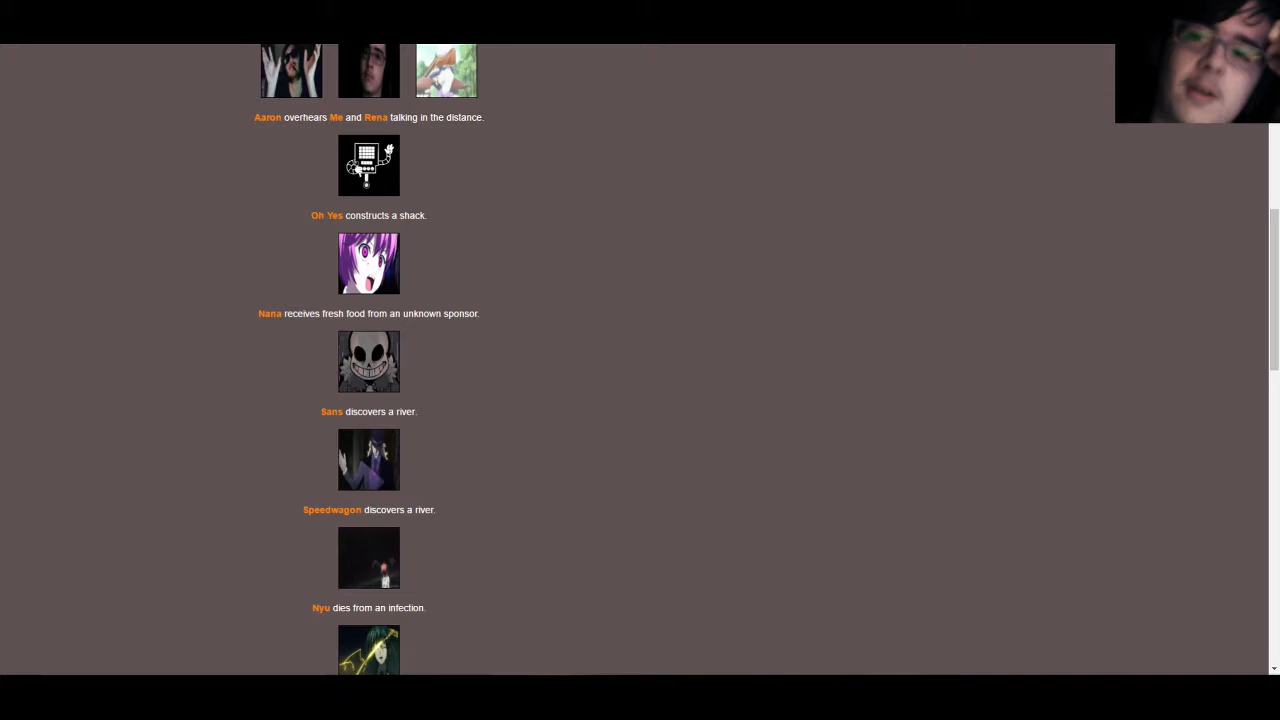 Aaron overhears Me and Rena talking in the distance.
Oh Yes constructs a shack.
Nana receives fresh food from an unknown sponsor.
Sans discovers a river.
Speedwagon discovers a river.
Nyu dies from an infection.